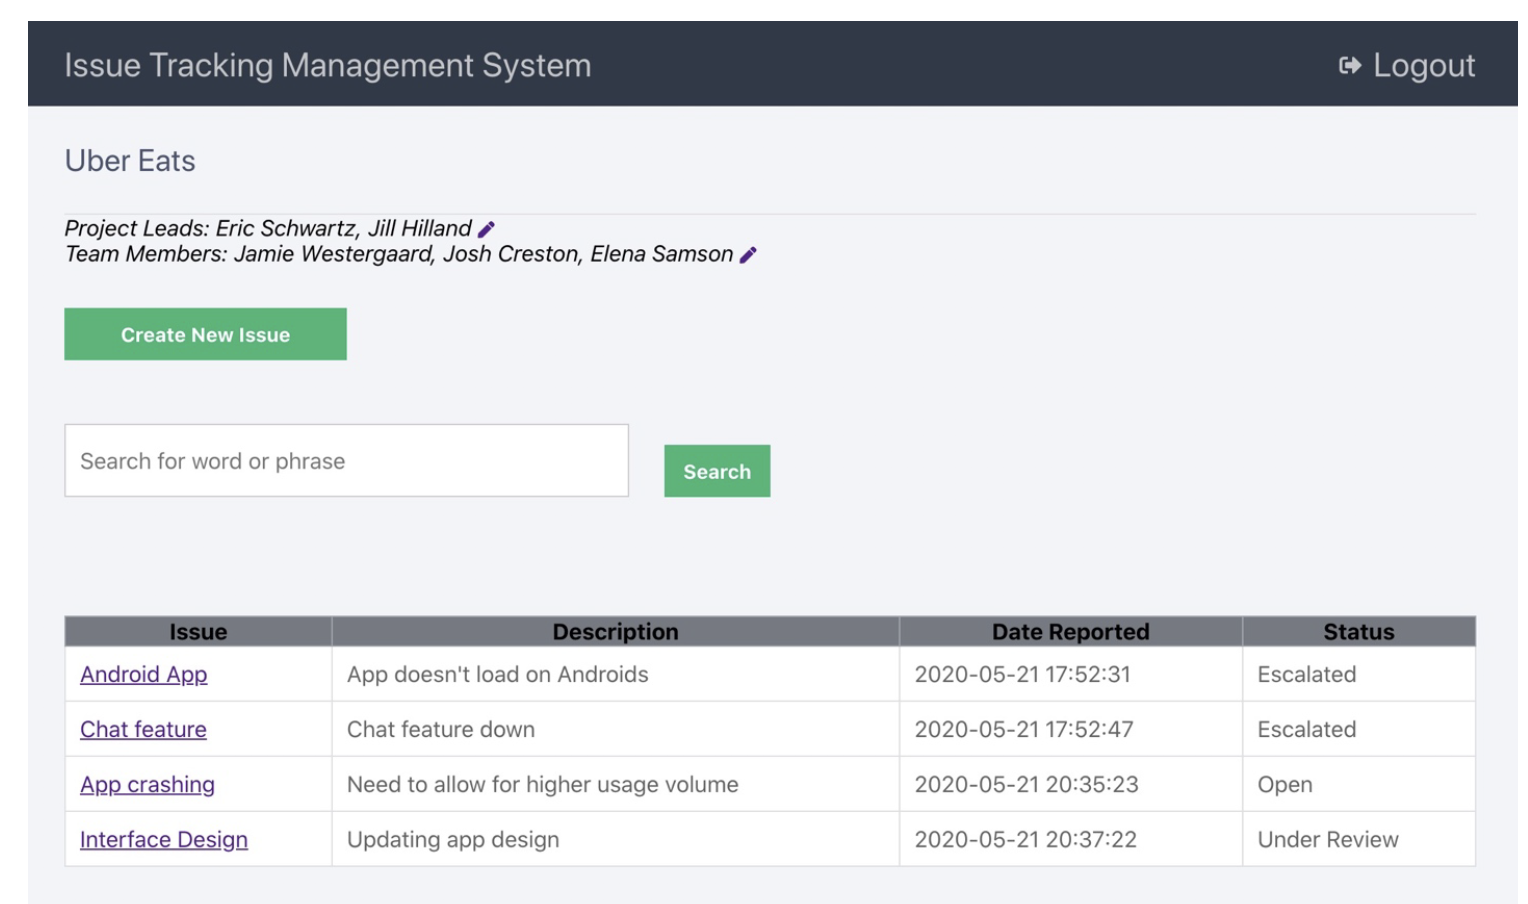 Issue Tracking Management System Logout
Uber Eats
Project Leads: Eric Schwartz, Jill Hilland
Team Members: Jamie Westergaard, Josh Creston, Elena Samson
Create New Issue
Search for word or phrase Search
Issue Description Date Reported Status
Android App App doesn't load on Androids 2020-05-21 17:52:31 Escalated
Chat feature Chat feature down 2020-05-21 17:52:47 Escalated
App crashing Need to allow for higher usage volume 2020-05-21 20:35:23 Open
Interface Design Updating app design 2020-05-21 20:37:22 Under Review